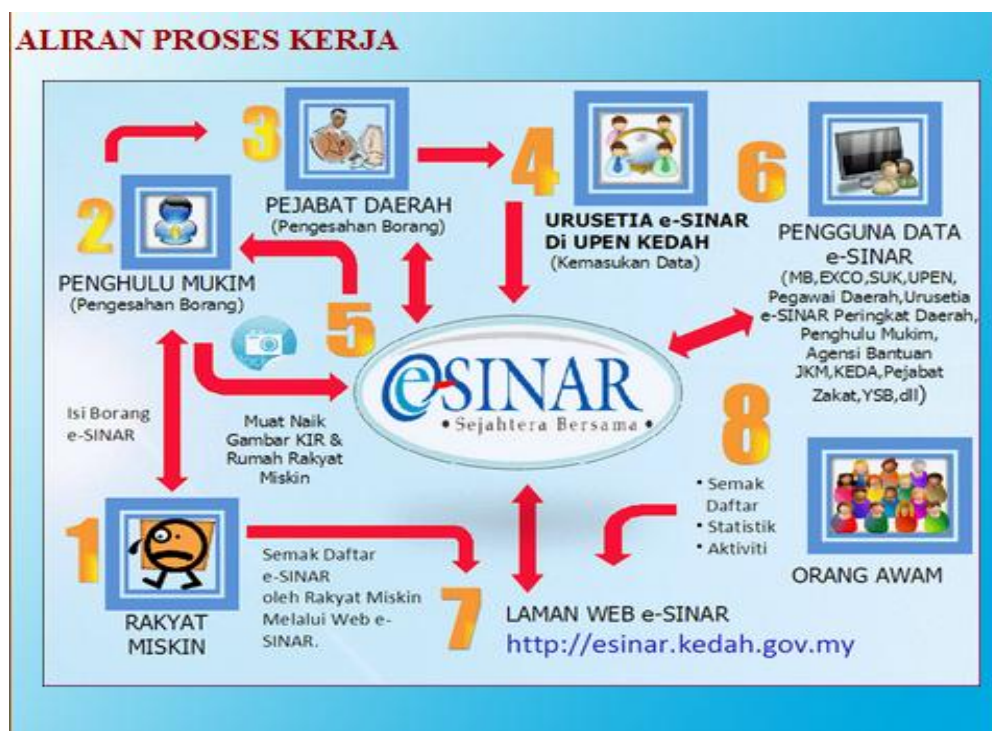 ALIRAN PROSES KERJA
3
PEJABAT DAERAH
(Pengesahan Borang)
4
URUSETIA e-SINAR
Di UPEN KEDAH
(Kemasukan Data)
6
PENGGUNA DATA
e-SINAR
(MB,EXCO,SUK,UPEN,
Pegawai Daerah,Urusetia
e-SINAR Peringkat Daerah,
Penghulu Mukim,
Agensi Bantuan
JKM,KEDA,Pejabat
Zakat,YSB,dll)
2
PENGHULU MUKIM
(Pengesahan Borang)
5
Isi Borang
e-SINAR
Muat Naik
Gambar KIR &
Rumah Rakyat
Miskin
e-SINAR
• Sejahtera Bersama •
8
• Semak
Daftar
• Statistik
• Aktiviti
ORANG AWAM
1
RAKYAT
MISKIN
Semak Daftar
e-SINAR
oleh Rakyat Miskin
Melalui Web e-
SINAR.
7
LAMAN WEB e-SINAR
http://esinar.kedah.gov.my